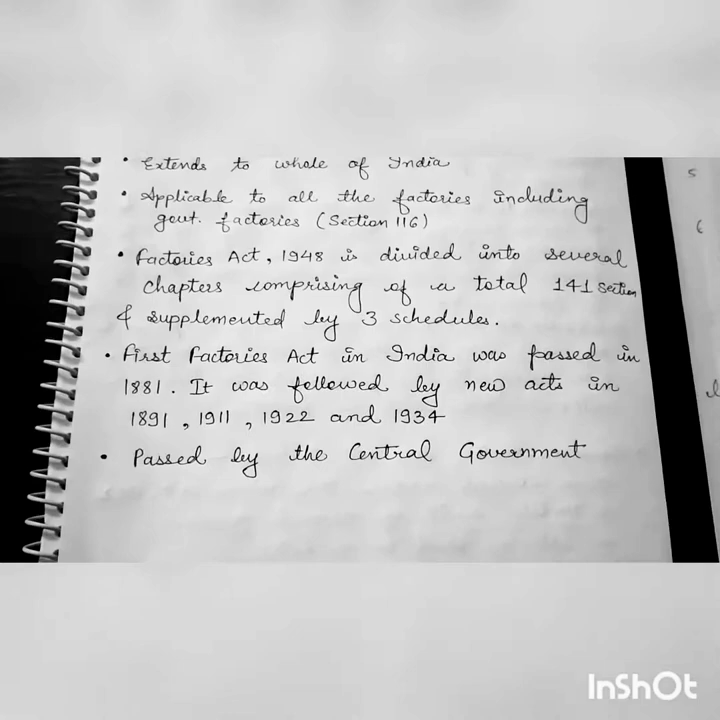 • Extends to whole of India
• Applicable to all the factories including
govt. factories (Section 116)
• Factories Act, 1948 is divided into several
chapters comprising of a total 141 section
& supplemented by 3 schedules.
• First Factories Act in India was passed in
1881. It was followed by new acts in
1891, 1911, 1922 and 1934
• Passed by the Central Government
5
InShOt